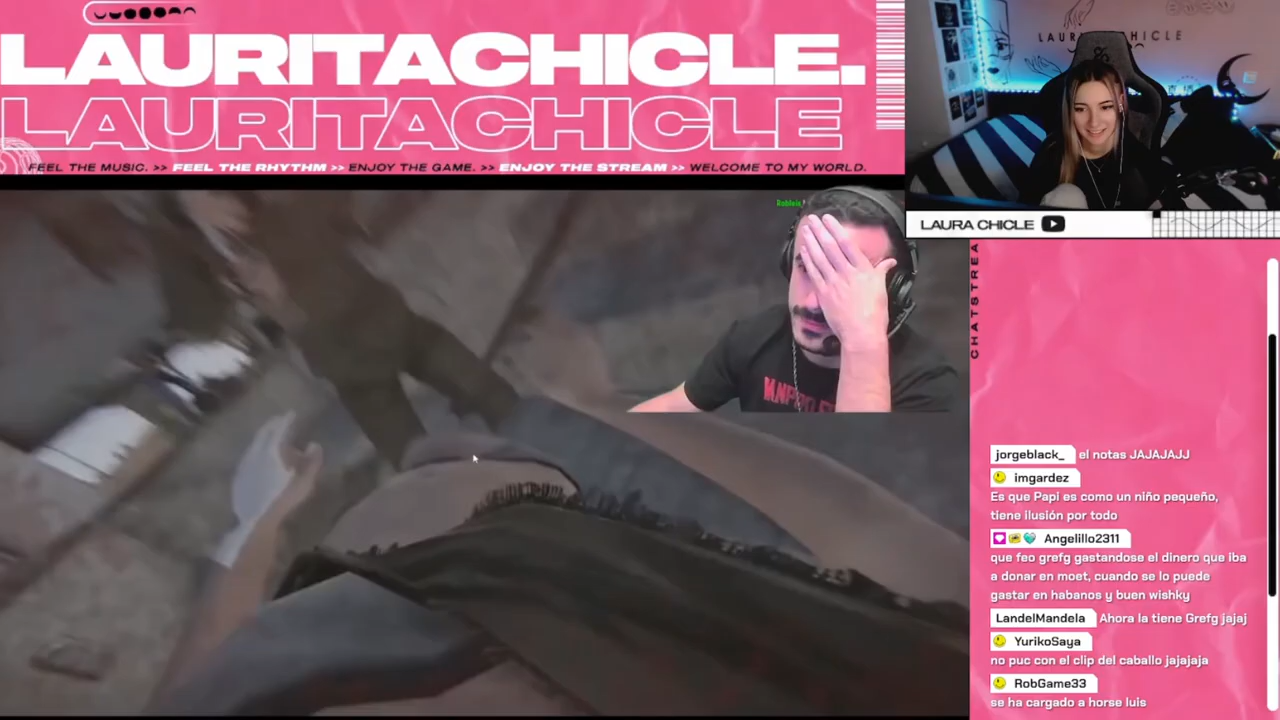 LAURITACHICLE.
LAURITACHICLE
FEEL THE MUSIC. >> FEEL THE RHYTHM >> ENJOY THE GAME. >> ENJOY THE STREAM >> WELCOME TO MY WORLD.
LAURA CHICLE
CHATSTREA
jorgeblack_ el notas JAJAJAJJ
imgardez
Es que Papi es como un niño pequeño,
tiene ilusión por todo
Angelillo2311
que feo grefg gastandose el dinero que iba
a donar en moet, cuando se lo puede
gastar en habanos y buen wishky
LandelMandela Ahora la tiene Grefg jajaj
YurikoSaya
no puc con el clip del caballo jajajaja
RobGame33
se ha cargado a horse luis